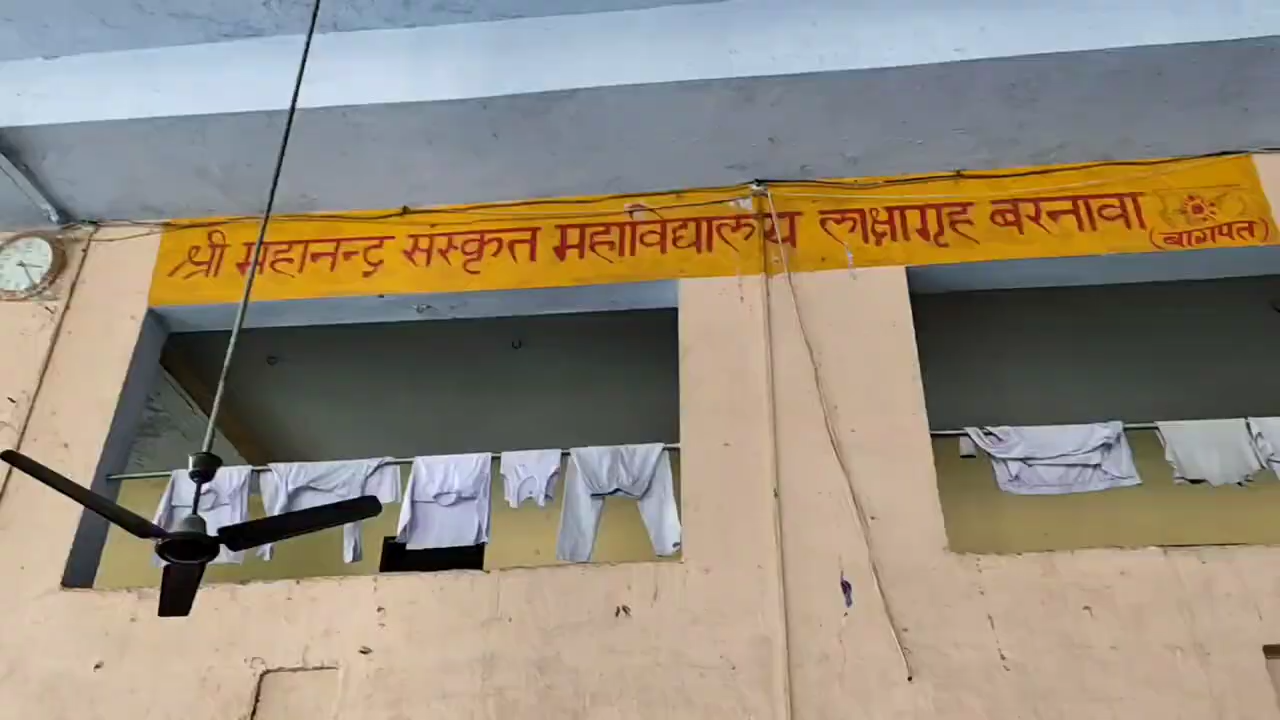 श्री महानन्द संस्कृत महाविद्यालय लाक्षागृह बरनावा (बागपत)